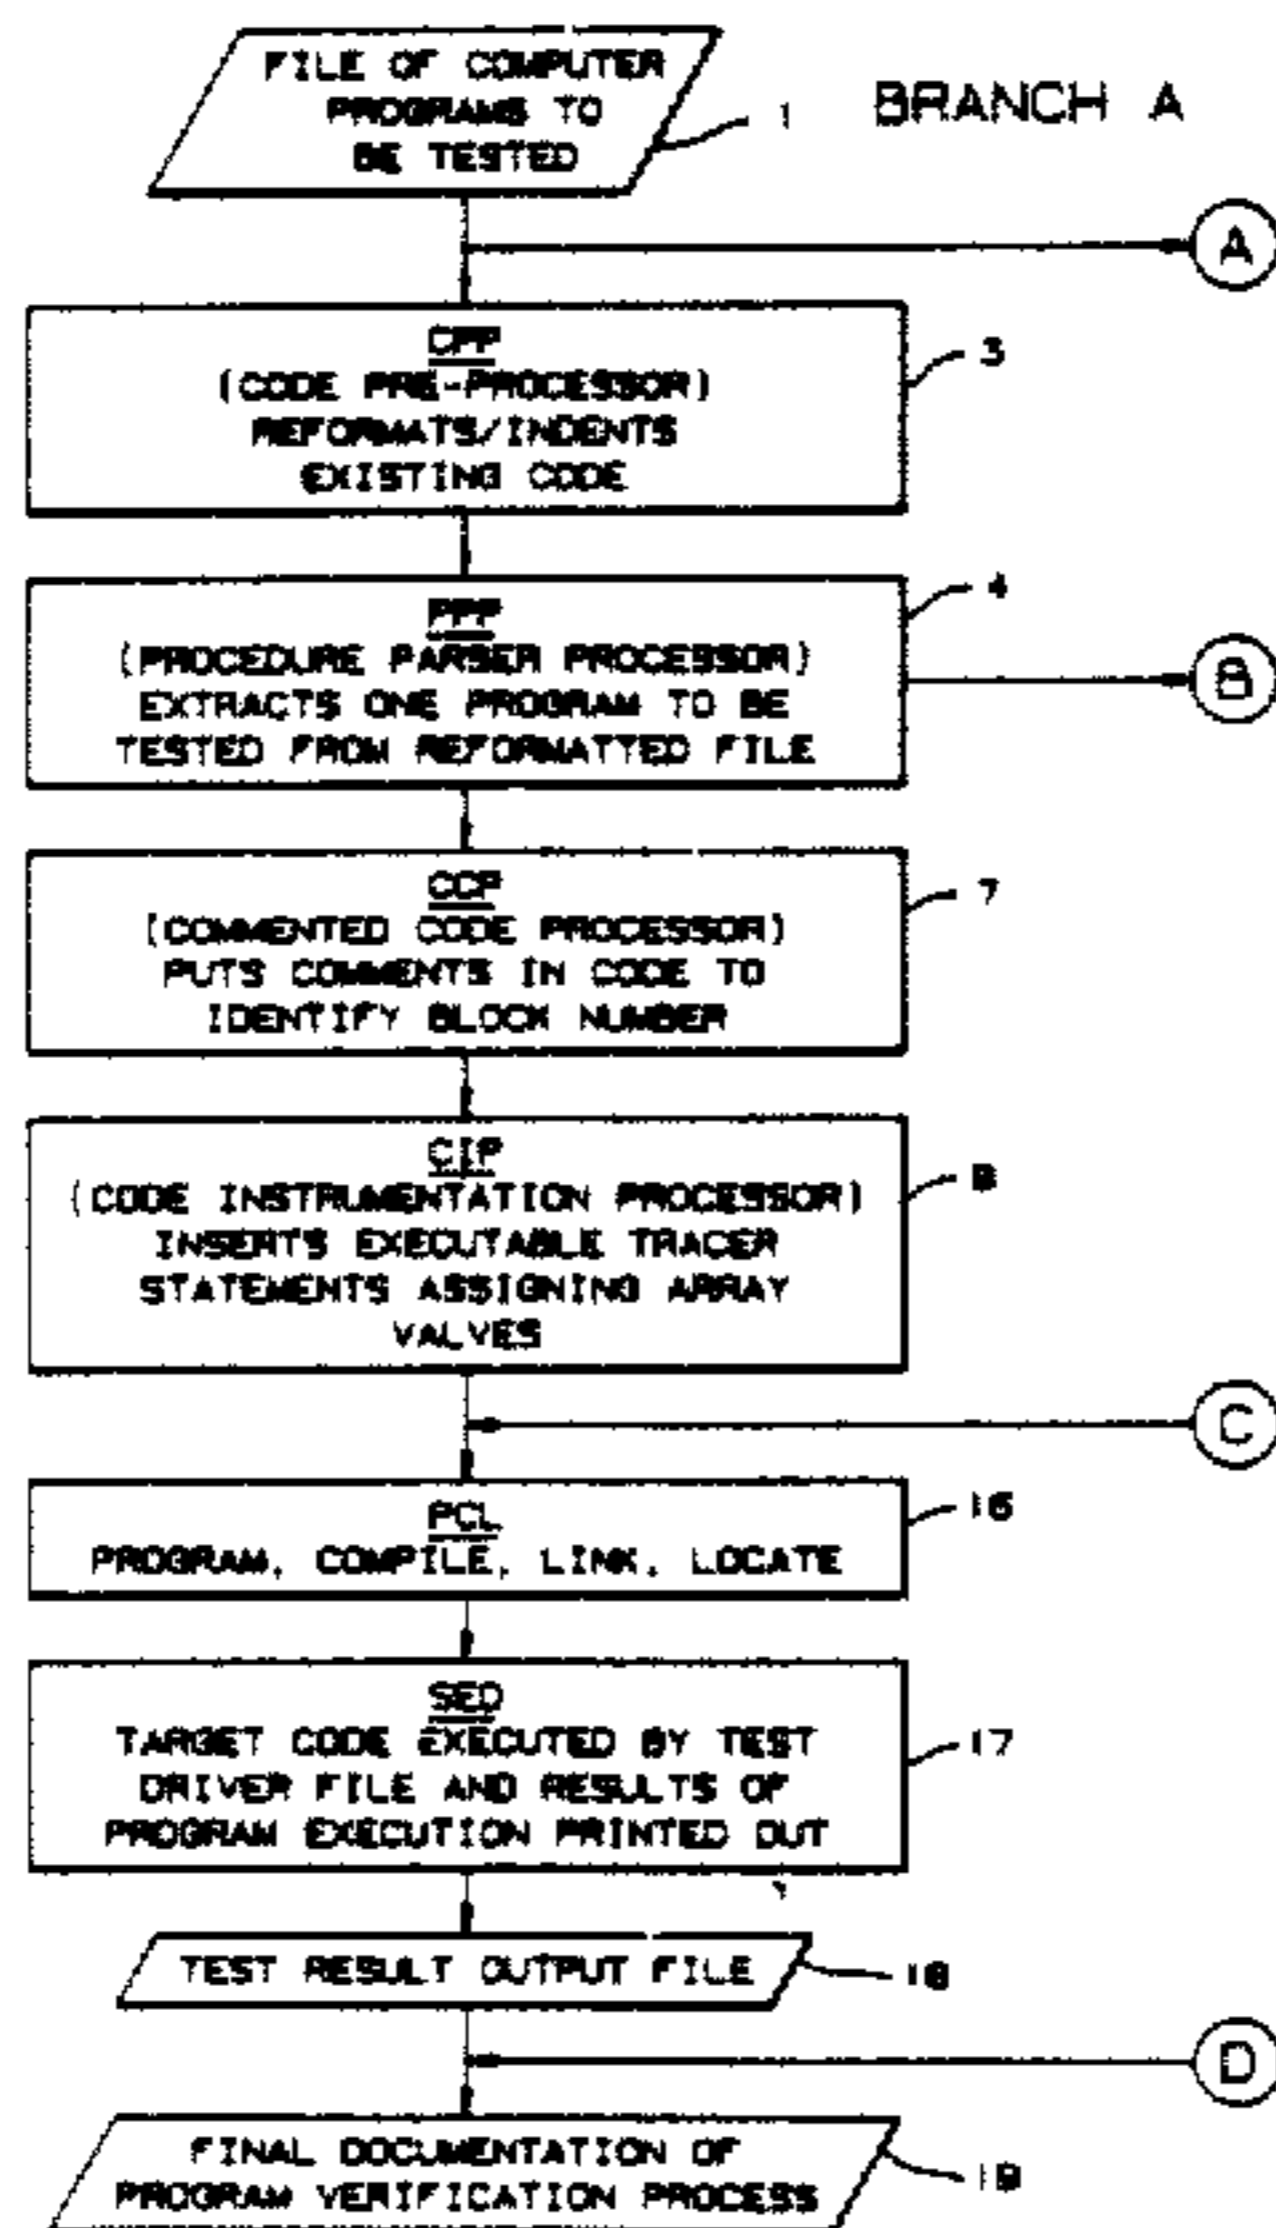 FILE OF COMPUTER
PROGRAMS TO
BE TESTED
1
BRANCH A
A
CPP
(CODE PRE-PROCESSOR)
REFORMATS/INDENTS
EXISTING CODE
3
PPP
(PROCEDURE PARSER PROCESSOR)
EXTRACTS ONE PROGRAM TO BE
TESTED FROM REFORMATTED FILE
4
B
CCP
(COMMENTED CODE PROCESSOR)
PUTS COMMENTS IN CODE TO
IDENTIFY BLOCK NUMBER
7
CIP
(CODE INSTRUMENTATION PROCESSOR)
INSERTS EXECUTABLE TRACER
STATEMENTS ASSIGNING ARRAY
VALVES
C
PCL
PROGRAM, COMPILE, LINK, LOCATE
16
SED
TARGET CODE EXECUTED BY TEST
DRIVER FILE AND RESULTS OF
PROGRAM EXECUTION PRINTED OUT
17
TEST RESULT OUTPUT FILE
18
D
FINAL DOCUMENTATION OF
PROGRAM VERIFICATION PROCESS
19